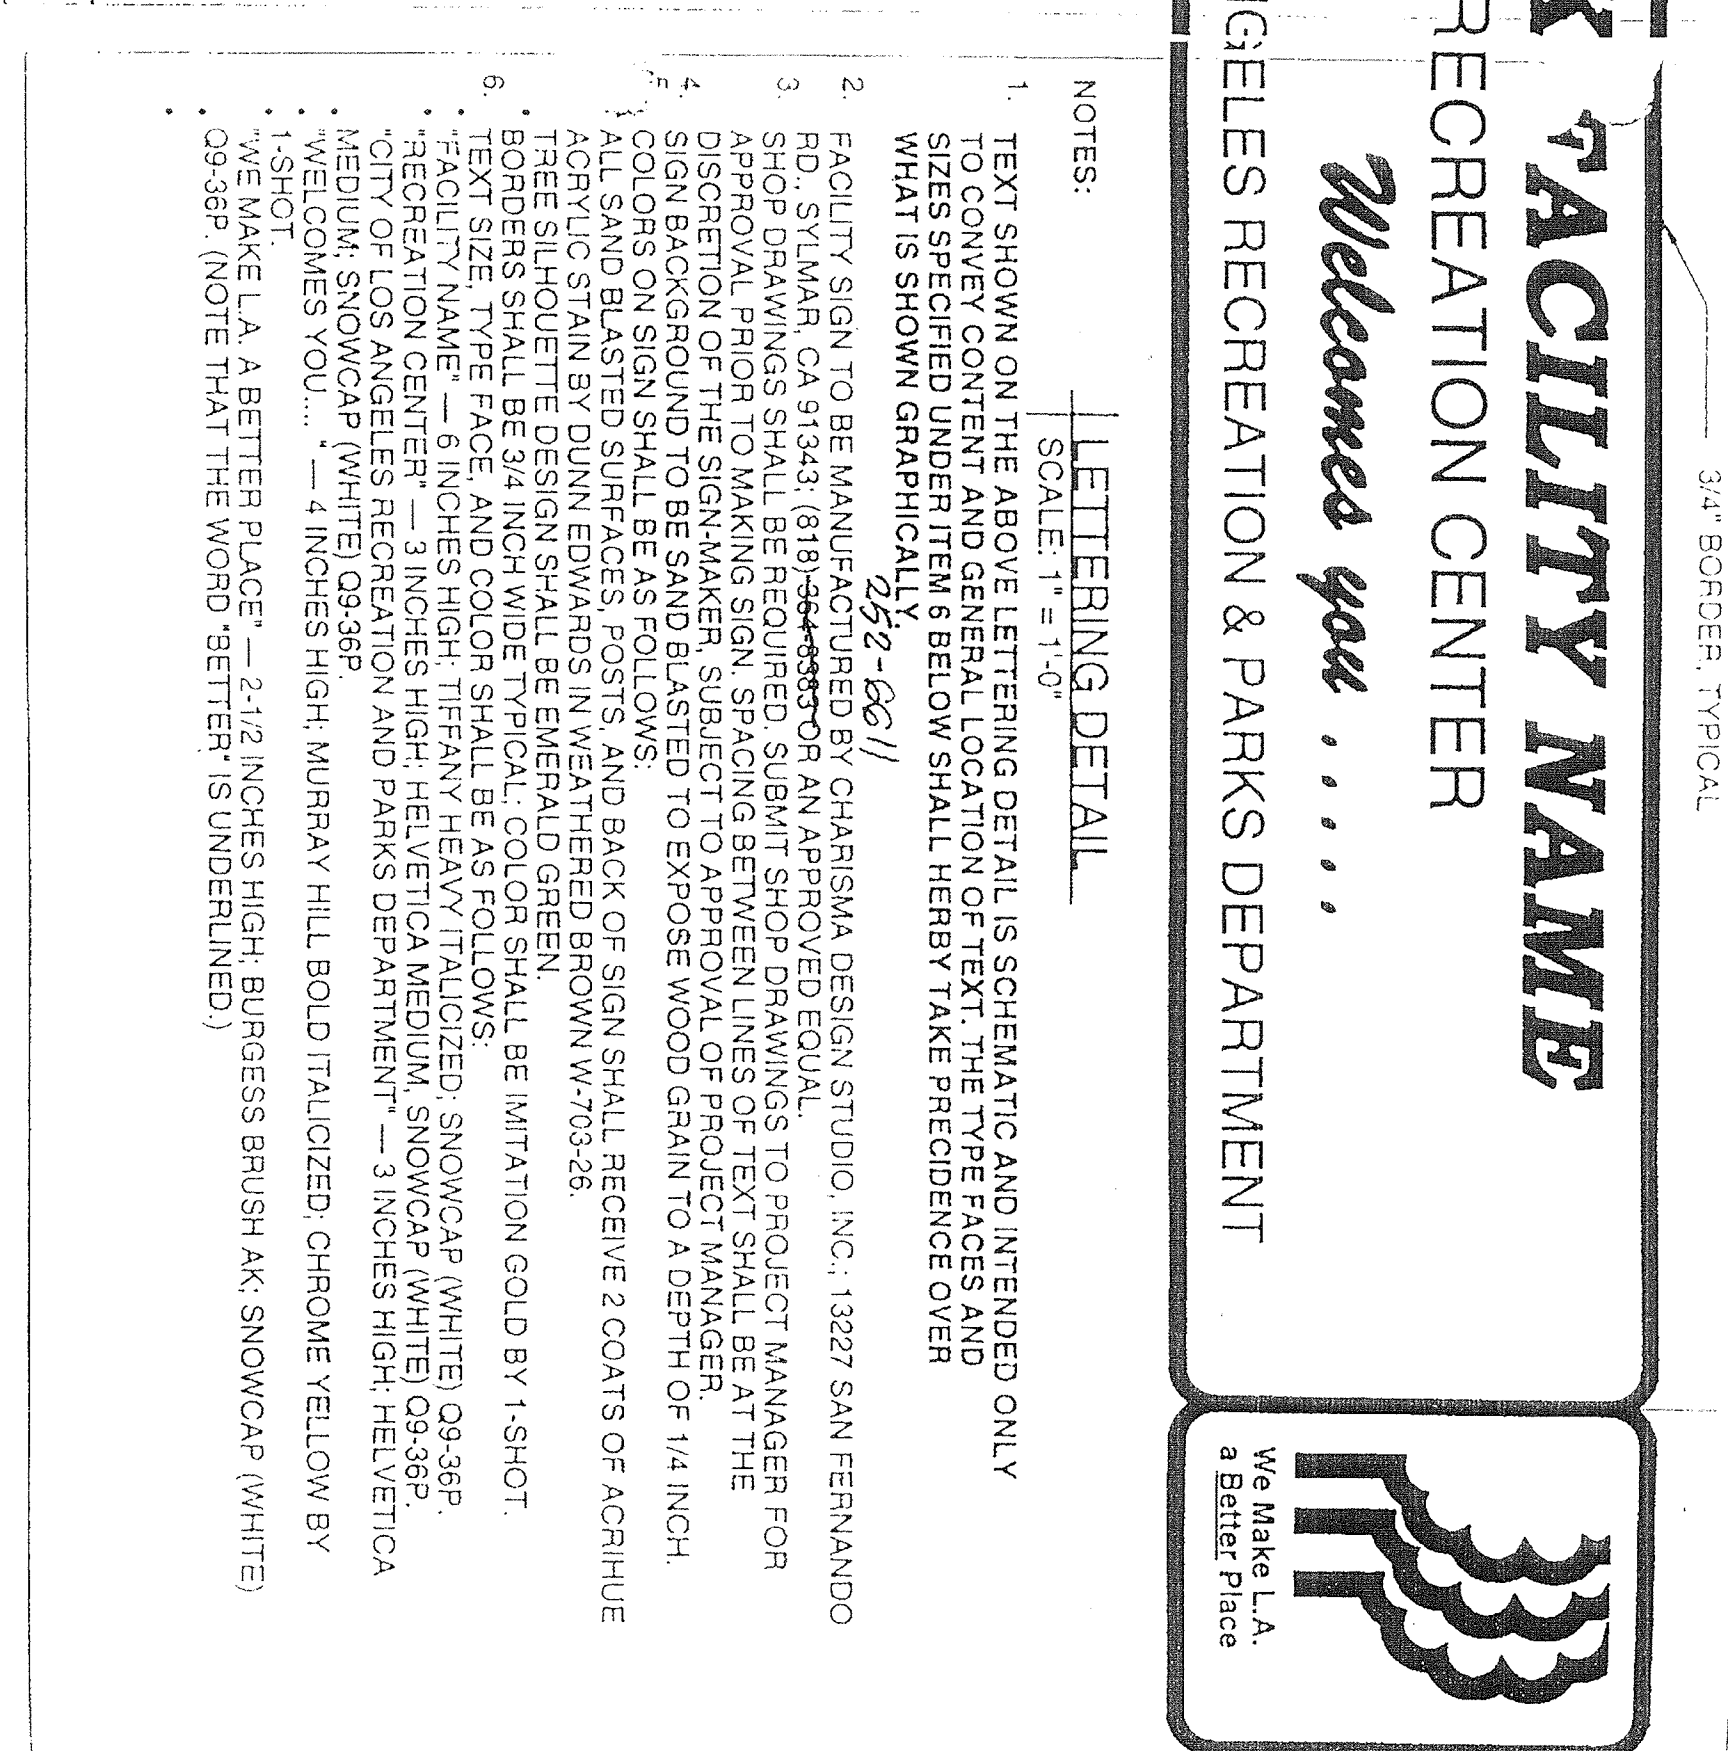 3/4" BORDER, TYPICAL
K FACILITY NAME
RECREATION CENTER
Welcomes you .....
GELES RECREATION & PARKS DEPARTMENT
We Make L.A.
a Better Place
LETTERING DETAIL
SCALE: 1" = 1'-0"
NOTES:
1. TEXT SHOWN ON THE ABOVE LETTERING DETAIL IS SCHEMATIC AND INTENDED ONLY
TO CONVEY CONTENT AND GENERAL LOCATION OF TEXT. THE TYPE FACES AND
SIZES SPECIFIED UNDER ITEM 6 BELOW SHALL HERBY TAKE PRECIDENCE OVER
WHAT IS SHOWN GRAPHICALLY.
252-6611
2. FACILITY SIGN TO BE MANUFACTURED BY CHARISMA DESIGN STUDIO, INC.; 13227 SAN FERNANDO
RD., SYLMAR, CA 91343; (818) 364-8383 OR AN APPROVED EQUAL.
3. SHOP DRAWINGS SHALL BE REQUIRED. SUBMIT SHOP DRAWINGS TO PROJECT MANAGER FOR
APPROVAL PRIOR TO MAKING SIGN. SPACING BETWEEN LINES OF TEXT SHALL BE AT THE
DISCRETION OF THE SIGN-MAKER, SUBJECT TO APPROVAL OF PROJECT MANAGER.
4. SIGN BACKGROUND TO BE SAND BLASTED TO EXPOSE WOOD GRAIN TO A DEPTH OF 1/4 INCH.
5. COLORS ON SIGN SHALL BE AS FOLLOWS:
ALL SAND BLASTED SURFACES, POSTS, AND BACK OF SIGN SHALL RECEIVE 2 COATS OF ACRIHUE
ACRYLIC STAIN BY DUNN EDWARDS IN WEATHERED BROWN W-703-26.
TREE SILHOUETTE DESIGN SHALL BE EMERALD GREEN.
• BORDERS SHALL BE 3/4 INCH WIDE TYPICAL; COLOR SHALL BE IMITATION GOLD BY 1-SHOT.
6. TEXT SIZE, TYPE FACE, AND COLOR SHALL BE AS FOLLOWS:
• "FACILITY NAME" — 6 INCHES HIGH; TIFFANY HEAVY ITALICIZED; SNOWCAP (WHITE) Q9-36P.
• "RECREATION CENTER" — 3 INCHES HIGH; HELVETICA MEDIUM, SNOWCAP (WHITE) Q9-36P.
• "CITY OF LOS ANGELES RECREATION AND PARKS DEPARTMENT" — 3 INCHES HIGH; HELVETICA
MEDIUM; SNOWCAP (WHITE) Q9-36P.
• "WELCOMES YOU.... " — 4 INCHES HIGH; MURRAY HILL BOLD ITALICIZED; CHROME YELLOW BY
1-SHOT.
• "WE MAKE L.A. A BETTER PLACE" — 2-1/2 INCHES HIGH; BURGESS BRUSH AK; SNOWCAP (WHITE)
Q9-36P. (NOTE THAT THE WORD "BETTER" IS UNDERLINED.)